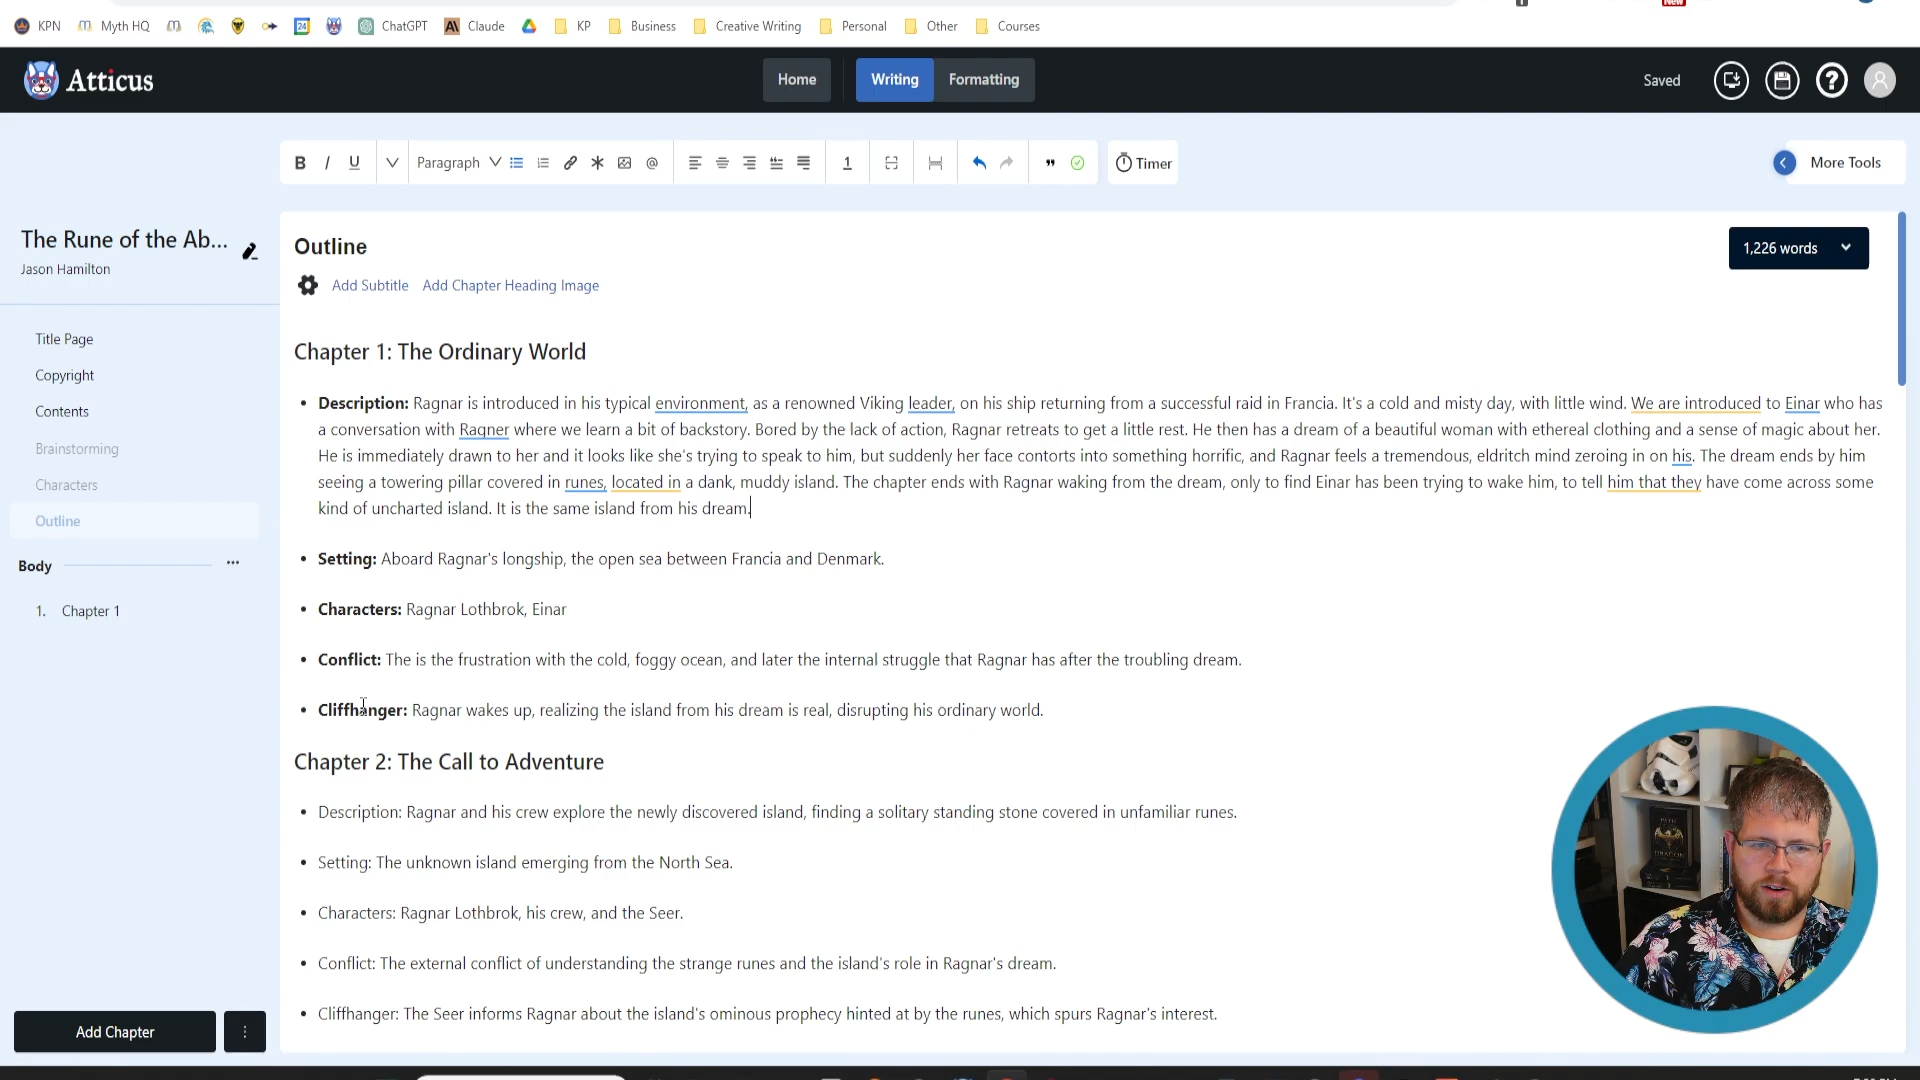 KPN
Myth HQ
24
ChatGPT
Claude
KP
Business
Creative Writing
Personal
Other
Courses
New
Atticus
Home
Writing
Formatting
Saved
B I U
Paragraph
Timer
More Tools
The Rune of the Ab...
Jason Hamilton
Title Page
Copyright
Contents
Brainstorming
Characters
Outline
Body
1. Chapter 1
Add Chapter
Outline
1,226 words
Add Subtitle Add Chapter Heading Image
Chapter 1: The Ordinary World
• Description: Ragnar is introduced in his typical environment, as a renowned Viking leader, on his ship returning from a successful raid in Francia. It's a cold and misty day, with little wind. We are introduced to Einar who has
a conversation with Ragner where we learn a bit of backstory. Bored by the lack of action, Ragnar retreats to get a little rest. He then has a dream of a beautiful woman with ethereal clothing and a sense of magic about her.
He is immediately drawn to her and it looks like she's trying to speak to him, but suddenly her face contorts into something horrific, and Ragnar feels a tremendous, eldritch mind zeroing in on his. The dream ends by him
seeing a towering pillar covered in runes, located in a dank, muddy island. The chapter ends with Ragnar waking from the dream, only to find Einar has been trying to wake him, to tell him that they have come across some
kind of uncharted island. It is the same island from his dream.
• Setting: Aboard Ragnar's longship, the open sea between Francia and Denmark.
• Characters: Ragnar Lothbrok, Einar
• Conflict: The is the frustration with the cold, foggy ocean, and later the internal struggle that Ragnar has after the troubling dream.
• Cliffhanger: Ragnar wakes up, realizing the island from his dream is real, disrupting his ordinary world.
Chapter 2: The Call to Adventure
• Description: Ragnar and his crew explore the newly discovered island, finding a solitary standing stone covered in unfamiliar runes.
• Setting: The unknown island emerging from the North Sea.
• Characters: Ragnar Lothbrok, his crew, and the Seer.
• Conflict: The external conflict of understanding the strange runes and the island's role in Ragnar's dream.
• Cliffhanger: The Seer informs Ragnar about the island's ominous prophecy hinted at by the runes, which spurs Ragnar's interest.